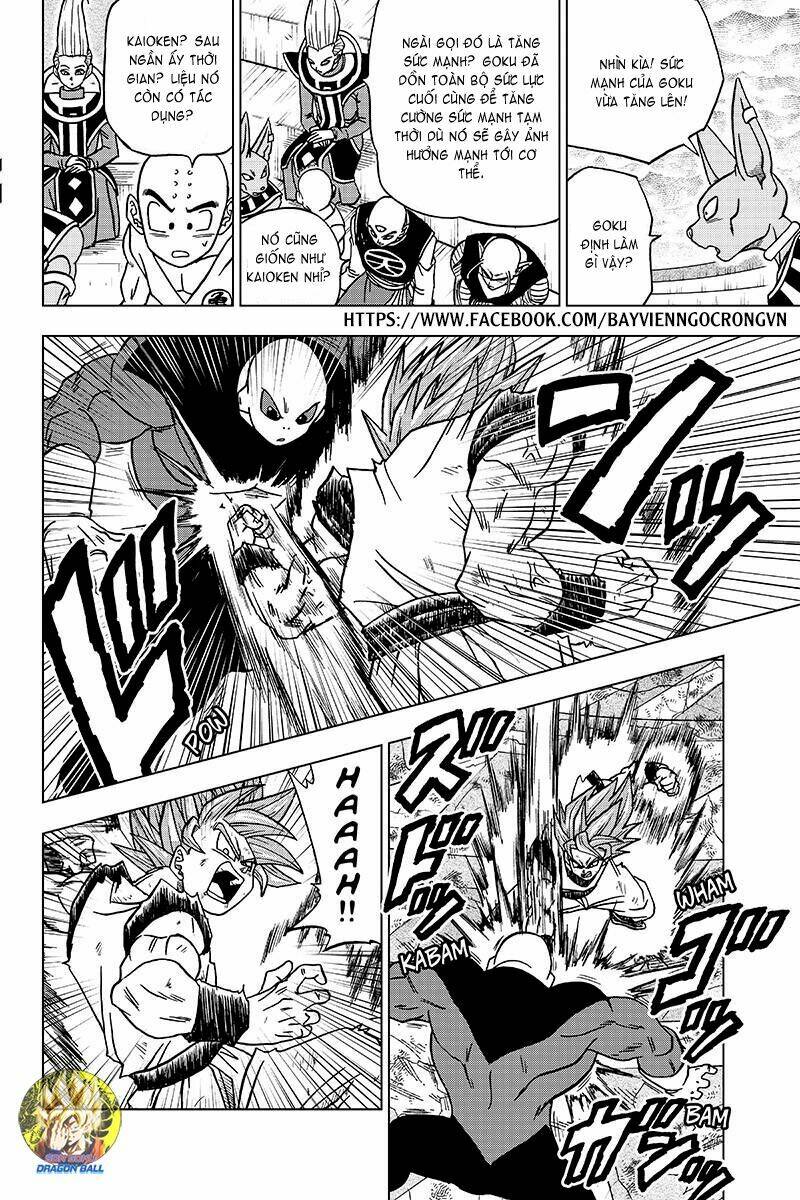 NHÌN KÌA! SỨC
MẠNH CỦA GOKU
VỪA TĂNG LÊN!
GOKU
ĐỊNH LÀM
GÌ VẬY?
NGÀI GỌI ĐÓ LÀ TĂNG
SỨC MẠNH? GOKU ĐÃ
DỒN TOÀN BỘ SỨC LỰC
CUỐI CÙNG ĐỂ TĂNG
CƯỜNG SỨC MẠNH TẠM
THỜI DÙ NÓ SẼ GÂY ẢNH
HƯỞNG MẠNH TỚI CƠ
THỂ.
NÓ CŨNG
GIỐNG NHƯ
KAIOKEN NHỈ?
KAIOKEN? SAU
NGẦN ẤY THỜI
GIAN? LIỆU NÓ
CÒN CÓ TÁC
DỤNG?
HTTPS://WWW.FACEBOOK.COM/BAYVIENNGOCRONGVN
POW
WHAM
KABAM
BAM
HAAAH!!
DRAGON BALL